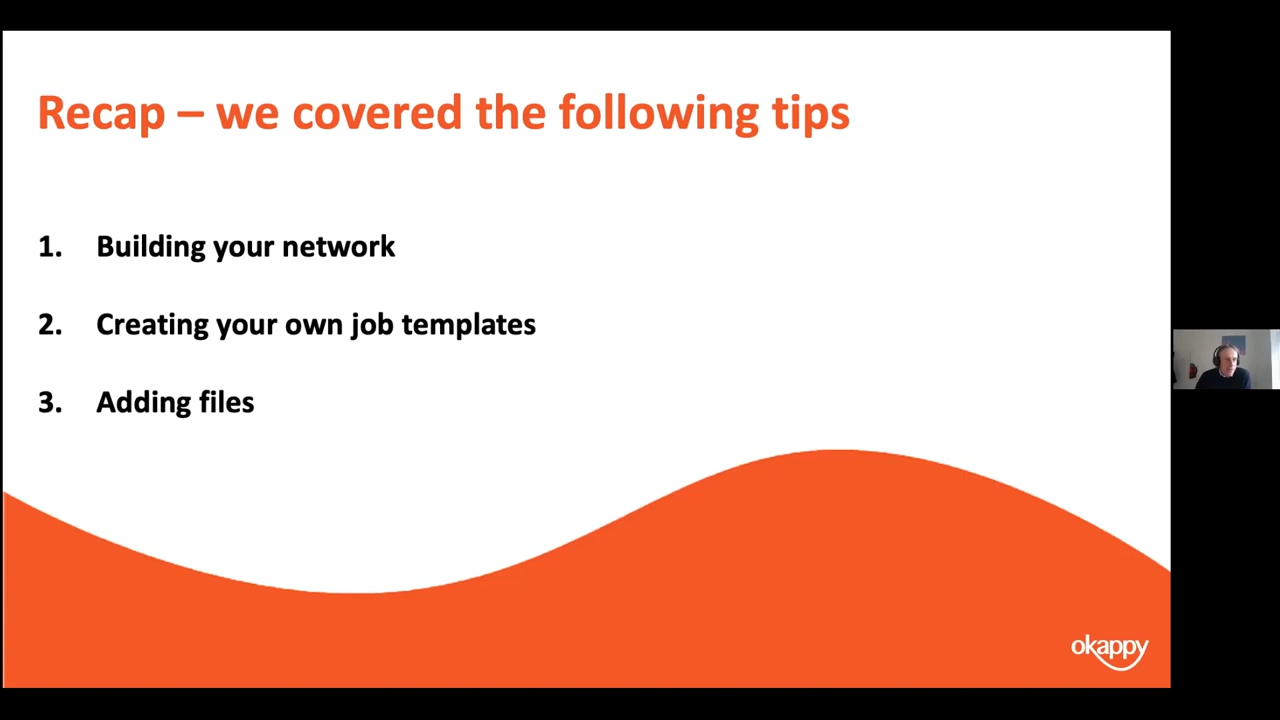 Recap – we covered the following tips
1. Building your network
2. Creating your own job templates
3. Adding files
okappy